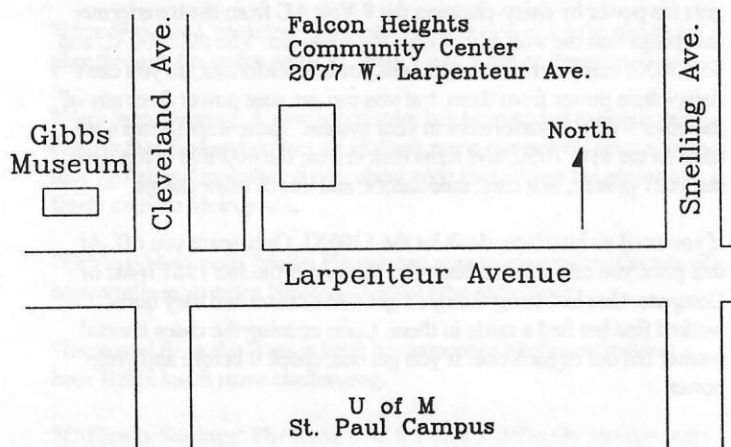 Falcon Heights
Community Center
2077 W. Larpenteur Ave.
Cleveland Ave.
Gibbs
Museum
North
Snelling Ave.
Larpenteur Avenue
U of M
St. Paul Campus